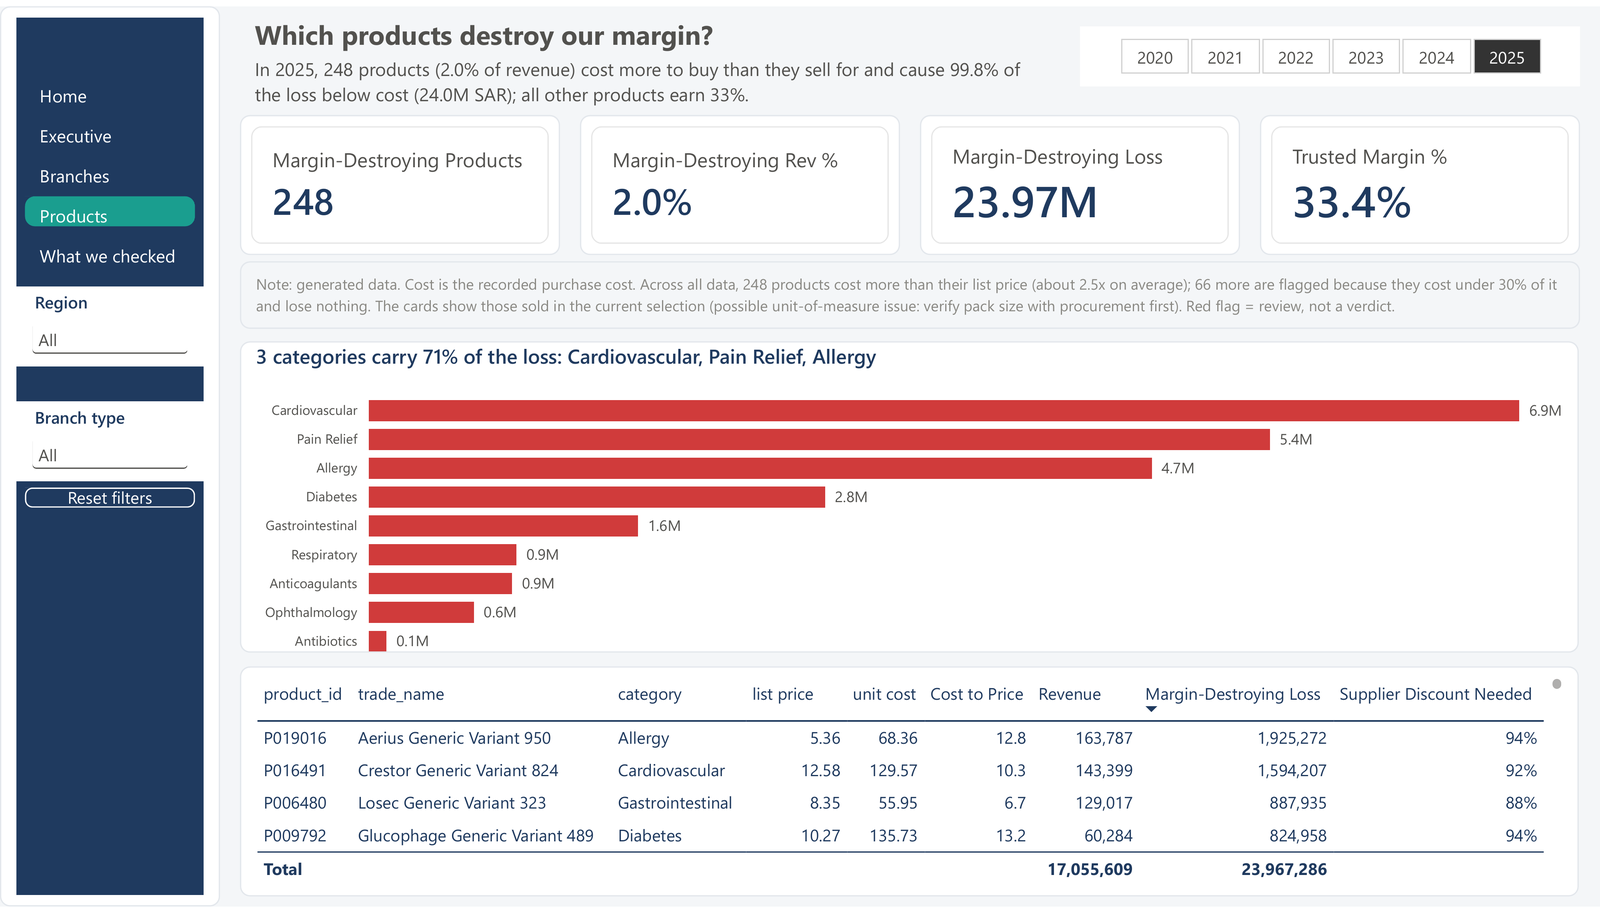 Home
Executive
Branches
Products
What we checked
Region
All
Branch type
All
Reset filters
Which products destroy our margin?
In 2025, 248 products (2.0% of revenue) cost more to buy than they sell for and cause 99.8% of
the loss below cost (24.0M SAR); all other products earn 33%.
2020 2021 2022 2023 2024 2025
Margin-Destroying Products
248
Margin-Destroying Rev %
2.0%
Margin-Destroying Loss
23.97M
Trusted Margin %
33.4%
Note: generated data. Cost is the recorded purchase cost. Across all data, 248 products cost more than their list price (about 2.5x on average); 66 more are flagged because they cost under 30% of it
and lose nothing. The cards show those sold in the current selection (possible unit-of-measure issue: verify pack size with procurement first). Red flag = review, not a verdict.
3 categories carry 71% of the loss: Cardiovascular, Pain Relief, Allergy
Cardiovascular 6.9M
Pain Relief 5.4M
Allergy 4.7M
Diabetes 2.8M
Gastrointestinal 1.6M
Respiratory 0.9M
Anticoagulants 0.9M
Ophthalmology 0.6M
Antibiotics 0.1M
product_id trade_name category list price unit cost Cost to Price Revenue Margin-Destroying Loss Supplier Discount Needed
P019016 Aerius Generic Variant 950 Allergy 5.36 68.36 12.8 163,787 1,925,272 94%
P016491 Crestor Generic Variant 824 Cardiovascular 12.58 129.57 10.3 143,399 1,594,207 92%
P006480 Losec Generic Variant 323 Gastrointestinal 8.35 55.95 6.7 129,017 887,935 88%
P009792 Glucophage Generic Variant 489 Diabetes 10.27 135.73 13.2 60,284 824,958 94%
Total 17,055,609 23,967,286